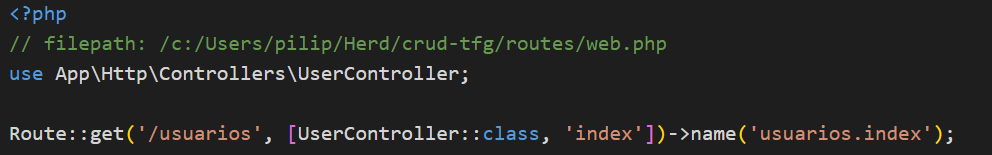 <?php
// filepath: /c:/Users/pilip/Herd/crud-tfg/routes/web.php
use App\Http\Controllers\UserController;
Route::get('/usuarios', [UserController::class, 'index'])->name('usuarios.index');